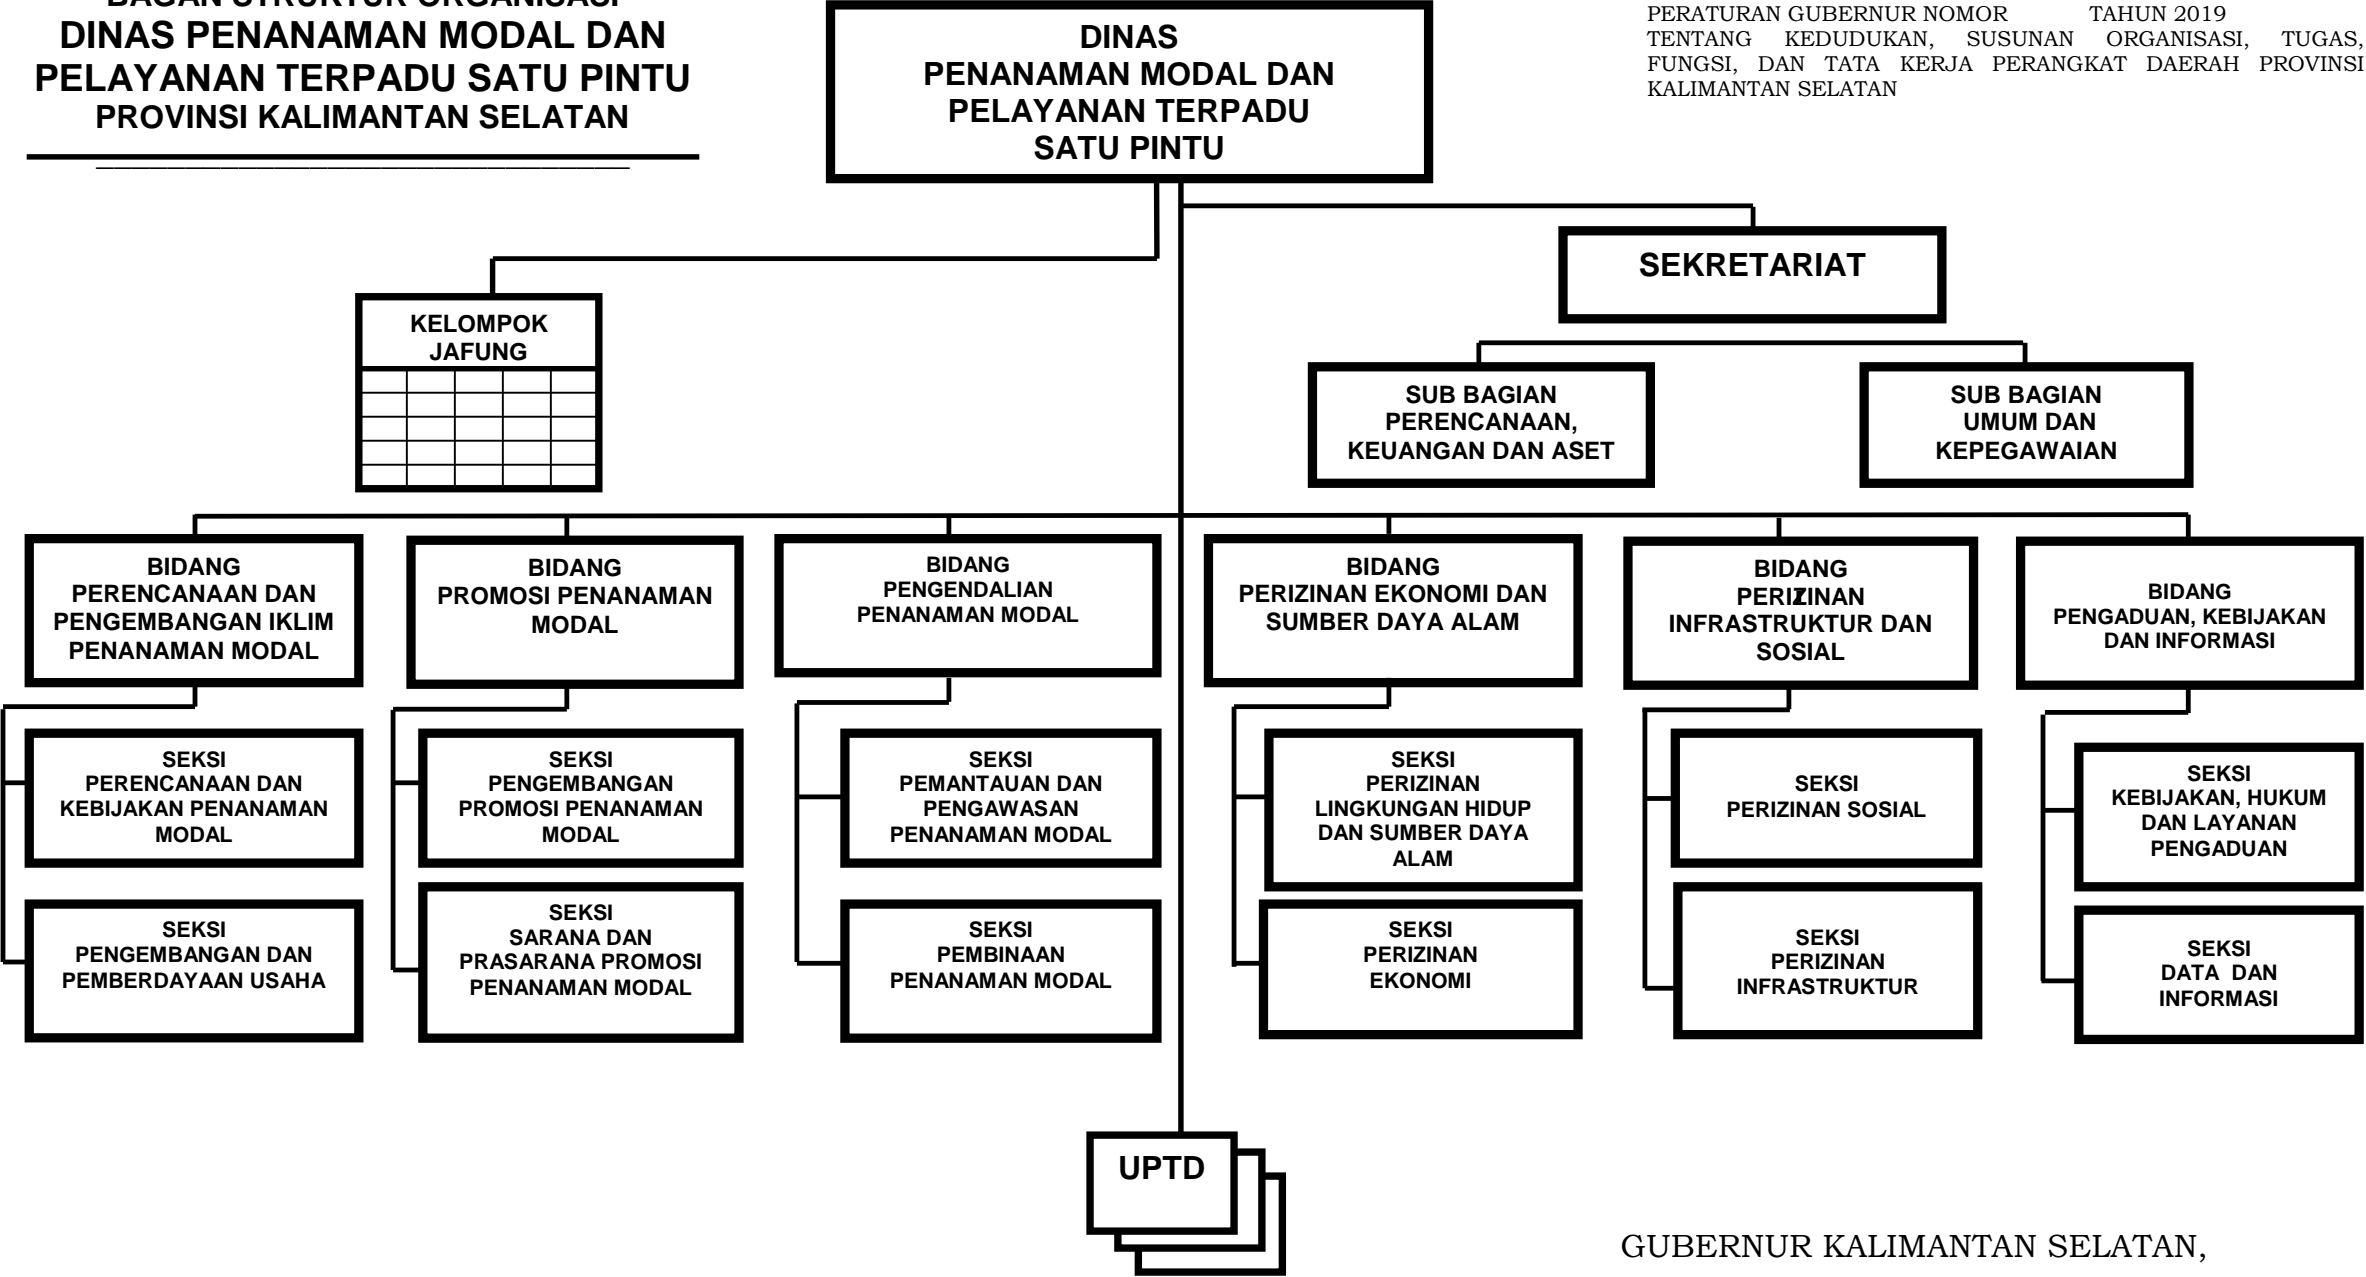 BAGAN STRUKTUR ORGANISASI
DINAS PENANAMAN MODAL DAN
PELAYANAN TERPADU SATU PINTU
PROVINSI KALIMANTAN SELATAN
DINAS
PENANAMAN MODAL DAN
PELAYANAN TERPADU
SATU PINTU
PERATURAN GUBERNUR NOMOR TAHUN 2019
TENTANG KEDUDUKAN, SUSUNAN ORGANISASI, TUGAS,
FUNGSI, DAN TATA KERJA PERANGKAT DAERAH PROVINSI
KALIMANTAN SELATAN
SEKRETARIAT
KELOMPOK
JAFUNG
SUB BAGIAN
PERENCANAAN,
KEUANGAN DAN ASET
SUB BAGIAN
UMUM DAN
KEPEGAWAIAN
BIDANG
PERENCANAAN DAN
PENGEMBANGAN IKLIM
PENANAMAN MODAL
BIDANG
PROMOSI PENANAMAN
MODAL
BIDANG
PENGENDALIAN
PENANAMAN MODAL
BIDANG
PERIZINAN EKONOMI DAN
SUMBER DAYA ALAM
BIDANG
PERIZINAN
INFRASTRUKTUR DAN
SOSIAL
BIDANG
PENGADUAN, KEBIJAKAN
DAN INFORMASI
SEKSI
PERENCANAAN DAN
KEBIJAKAN PENANAMAN
MODAL
SEKSI
PENGEMBANGAN
PROMOSI PENANAMAN
MODAL
SEKSI
PEMANTAUAN DAN
PENGAWASAN
PENANAMAN MODAL
SEKSI
PERIZINAN
LINGKUNGAN HIDUP
DAN SUMBER DAYA
ALAM
SEKSI
PERIZINAN SOSIAL
SEKSI
KEBIJAKAN, HUKUM
DAN LAYANAN
PENGADUAN
SEKSI
PENGEMBANGAN DAN
PEMBERDAYAAN USAHA
SEKSI
SARANA DAN
PRASARANA PROMOSI
PENANAMAN MODAL
SEKSI
PEMBINAAN
PENANAMAN MODAL
SEKSI
PERIZINAN
EKONOMI
SEKSI
PERIZINAN
INFRASTRUKTUR
SEKSI
DATA DAN
INFORMASI
UPTD
GUBERNUR KALIMANTAN SELATAN,